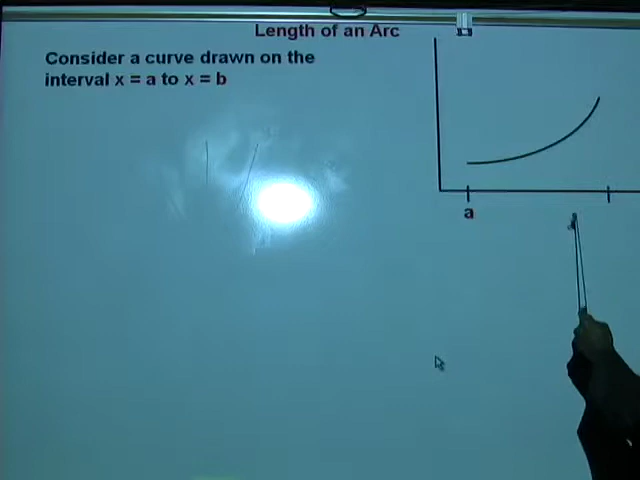 Length of an Arc
Consider a curve drawn on the
interval x = a to x = b
a